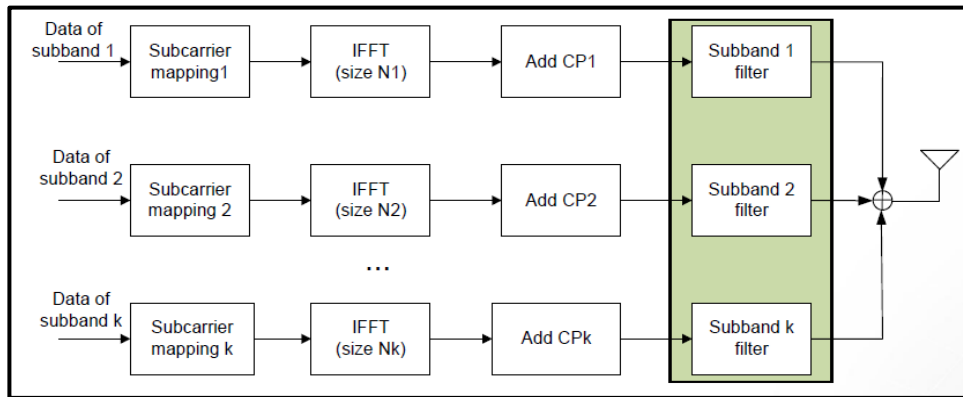 Data of
subband 1
Subcarrier
mapping1
IFFT
(size N1)
Add CP1
Subband 1
filter
Data of
subband 2
Subcarrier
mapping 2
IFFT
(size N2)
Add CP2
Subband 2
filter
...
Data of
subband k
Subcarrier
mapping k
IFFT
(size Nk)
Add CPk
Subband k
filter